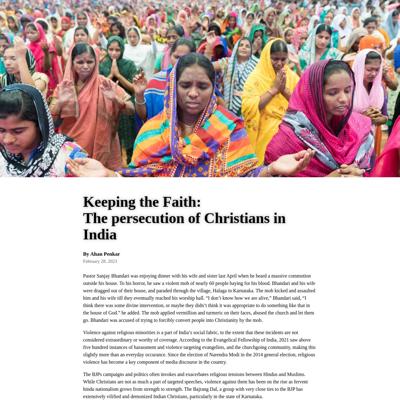 Keeping the Faith:
The persecution of Christians in
India
By Ahan Penkar
February 28, 2023
Pastor Sanjay Bhandari was enjoying dinner with his wife and sister last April when he heard a massive commotion
outside his house. To his horror, he saw a violent mob of nearly 60 people baying for his blood. Bhandari and his wife
were dragged out of their house, and paraded through the village, Halaga in Karnataka. The mob kicked and assaulted
him and his wife till they eventually reached his worship hall. “I don’t know how we are alive,” Bhandari said, “I
think there was some divine intervention, or maybe they didn’t think it was appropriate to do something like that in
the house of God.” he added. The mob applied vermilion and turmeric on their faces, abused the church and let them
go. Bhandari was accused of trying to forcibly convert people into Christianity by the mob.
Violence against religious minorities is a part of India’s social fabric, to the extent that these incidents are not
considered extraordinary or worthy of coverage. According to the Evangelical Fellowship of India, 2021 saw above
five hundred instances of harassment and violence targeting evangelists, and the churchgoing community, making this
slightly more than an everyday occurance. Since the election of Narendra Modi in the 2014 general election, religious
violence has become a key component of media discourse in the country.
The BJPs campaigns and politics often invokes and exacerbates religious tensions between Hindus and Muslims.
While Christians are not as much a part of targeted speeches, violence against them has been on the rise as fervent
hindu nationalism grows from strength to strength. The Bajrang Dal, a group with very close ties to the BJP has
extensively vilified and demonized Indian Christians, particularly in the state of Karnataka.